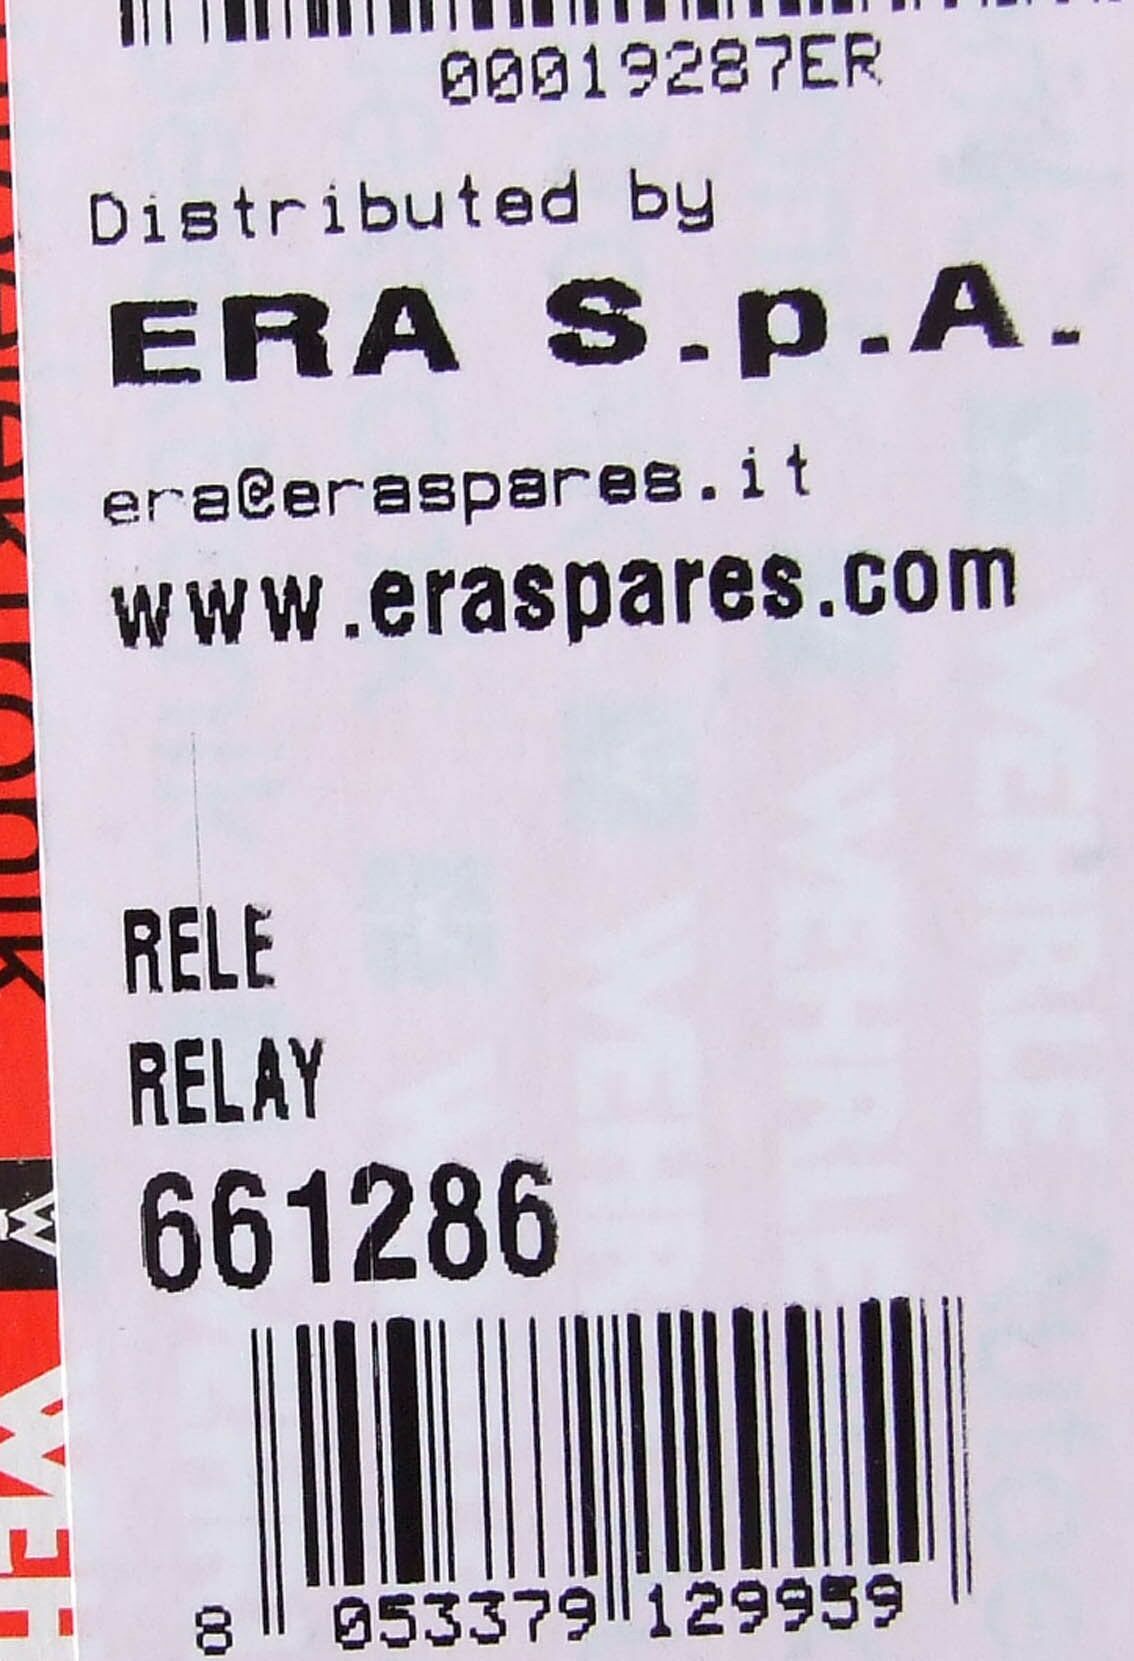 00019287ER
Distributed by
ERA S.p.A.
era@eraspares.it
www.eraspares.com
RELE
RELAY
661286
8 053379 129959